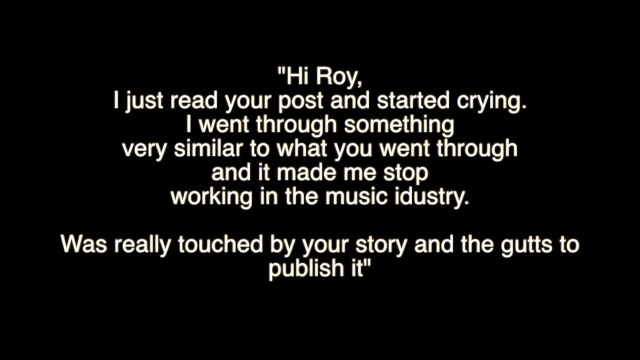 "Hi Roy,
I just read your post and started crying.
I went through something
very similar to what you went through
and it made me stop
working in the music idustry.
Was really touched by your story and the gutts to
publish it"